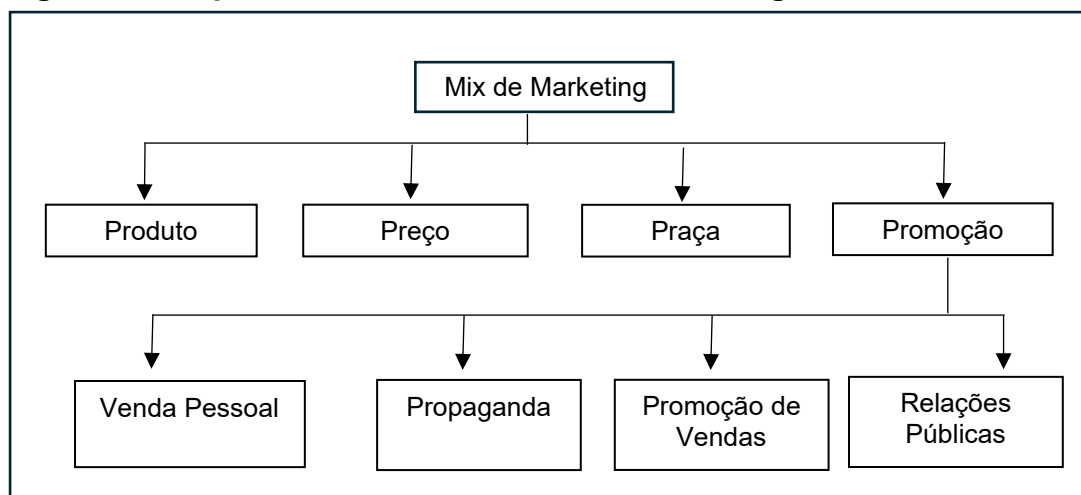 Mix de Marketing
Produto
Preço
Praça
Promoção
Venda Pessoal
Propaganda
Promoção de
Vendas
Relações
Públicas